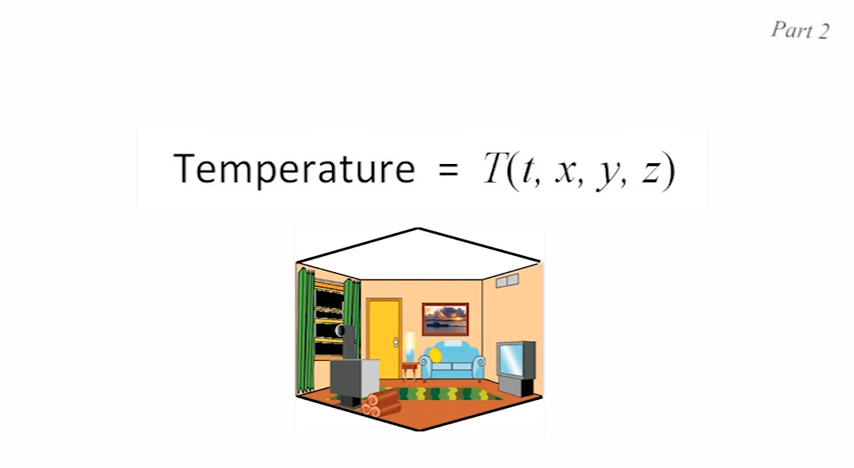 Part 2
Temperature = T(t, x, y, z)